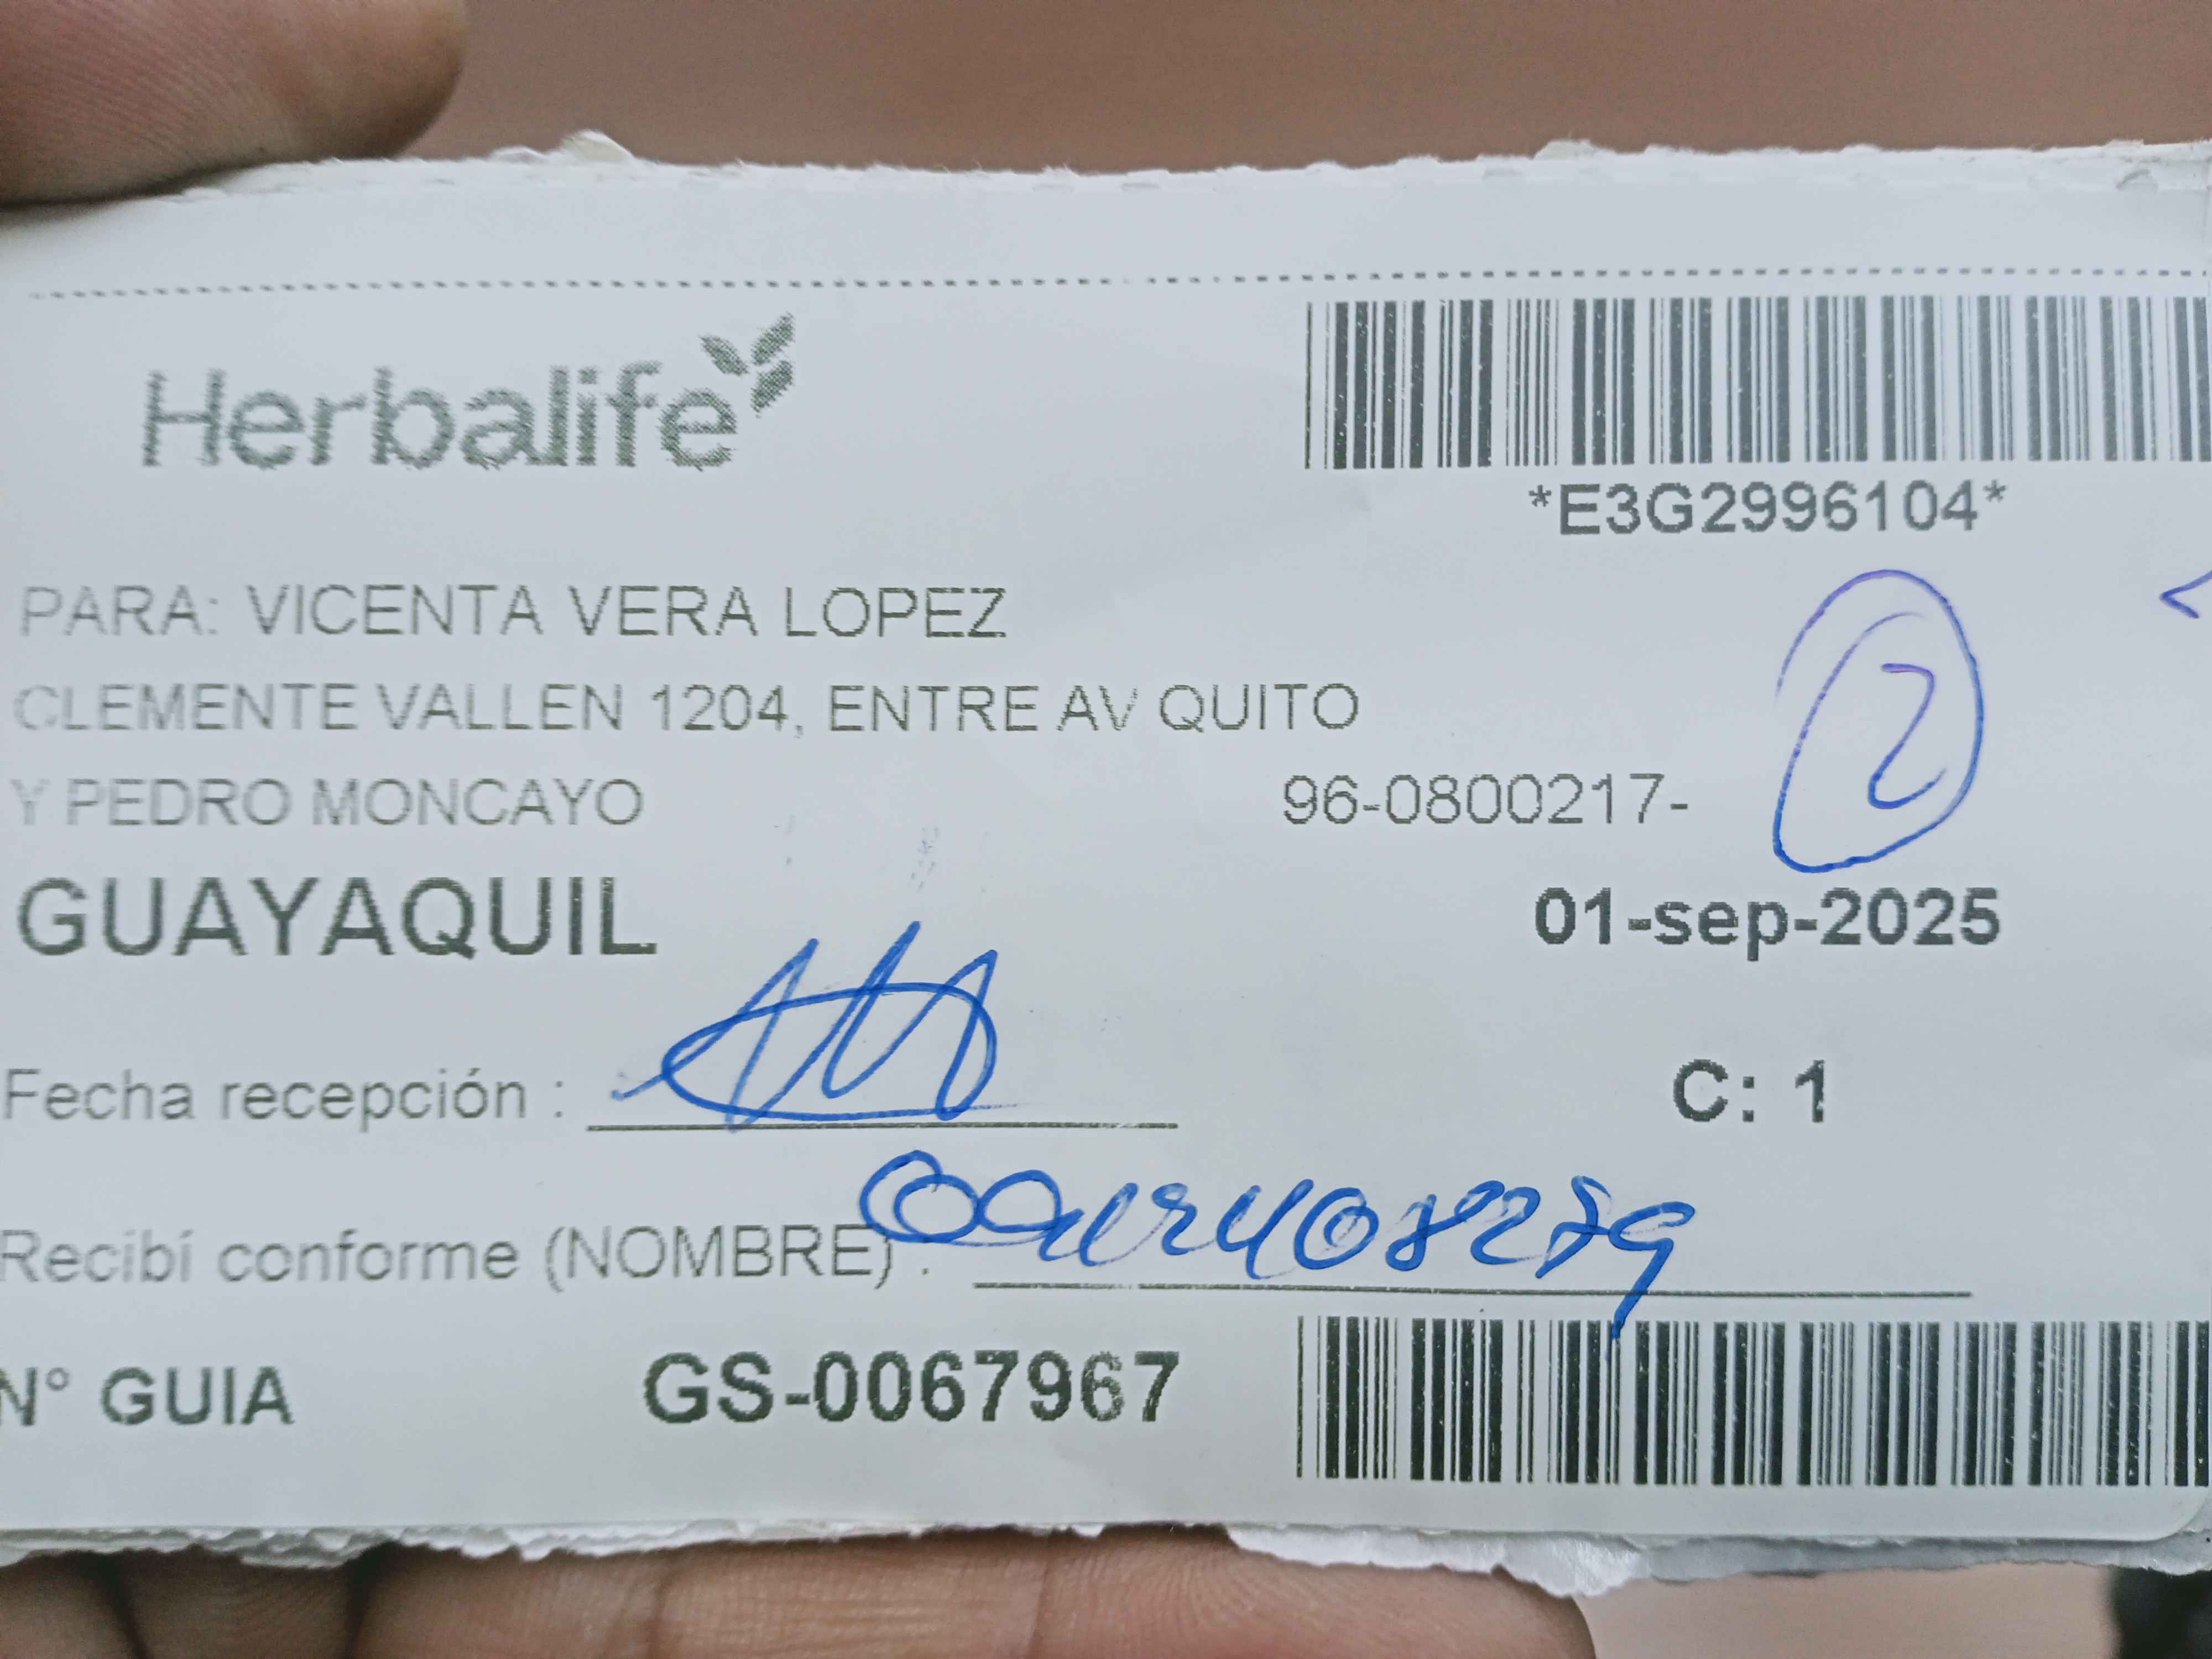 Herbalife
*E3G2996104*
PARA: VICENTA VERA LOPEZ
CLEMENTE VALLEN 1204, ENTRE AV QUITO
Y PEDRO MONCAYO
96-0800217-
2
GUAYAQUIL
01-sep-2025
Fecha recepción :
C: 1
Recibí conforme (NOMBRE) :
N° GUIA GS-0067967